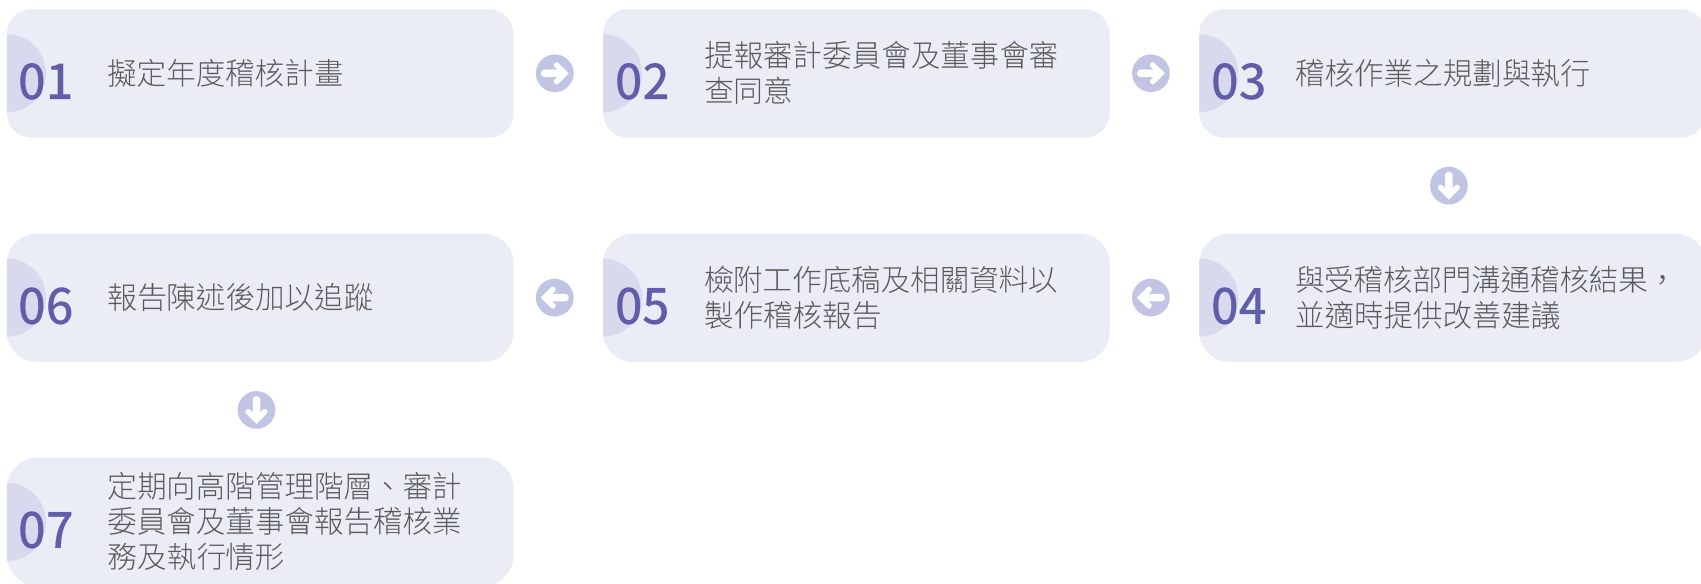 01
擬定年度稽核計畫
02
提報審計委員會及董事會審
查同意
03
稽核作業之規劃與執行
04
與受稽核部門溝通稽核結果，
並適時提供改善建議
05
檢附工作底稿及相關資料以
製作稽核報告
06
報告陳述後加以追蹤
07
定期向高階管理階層、審計
委員會及董事會報告稽核業
務及執行情形